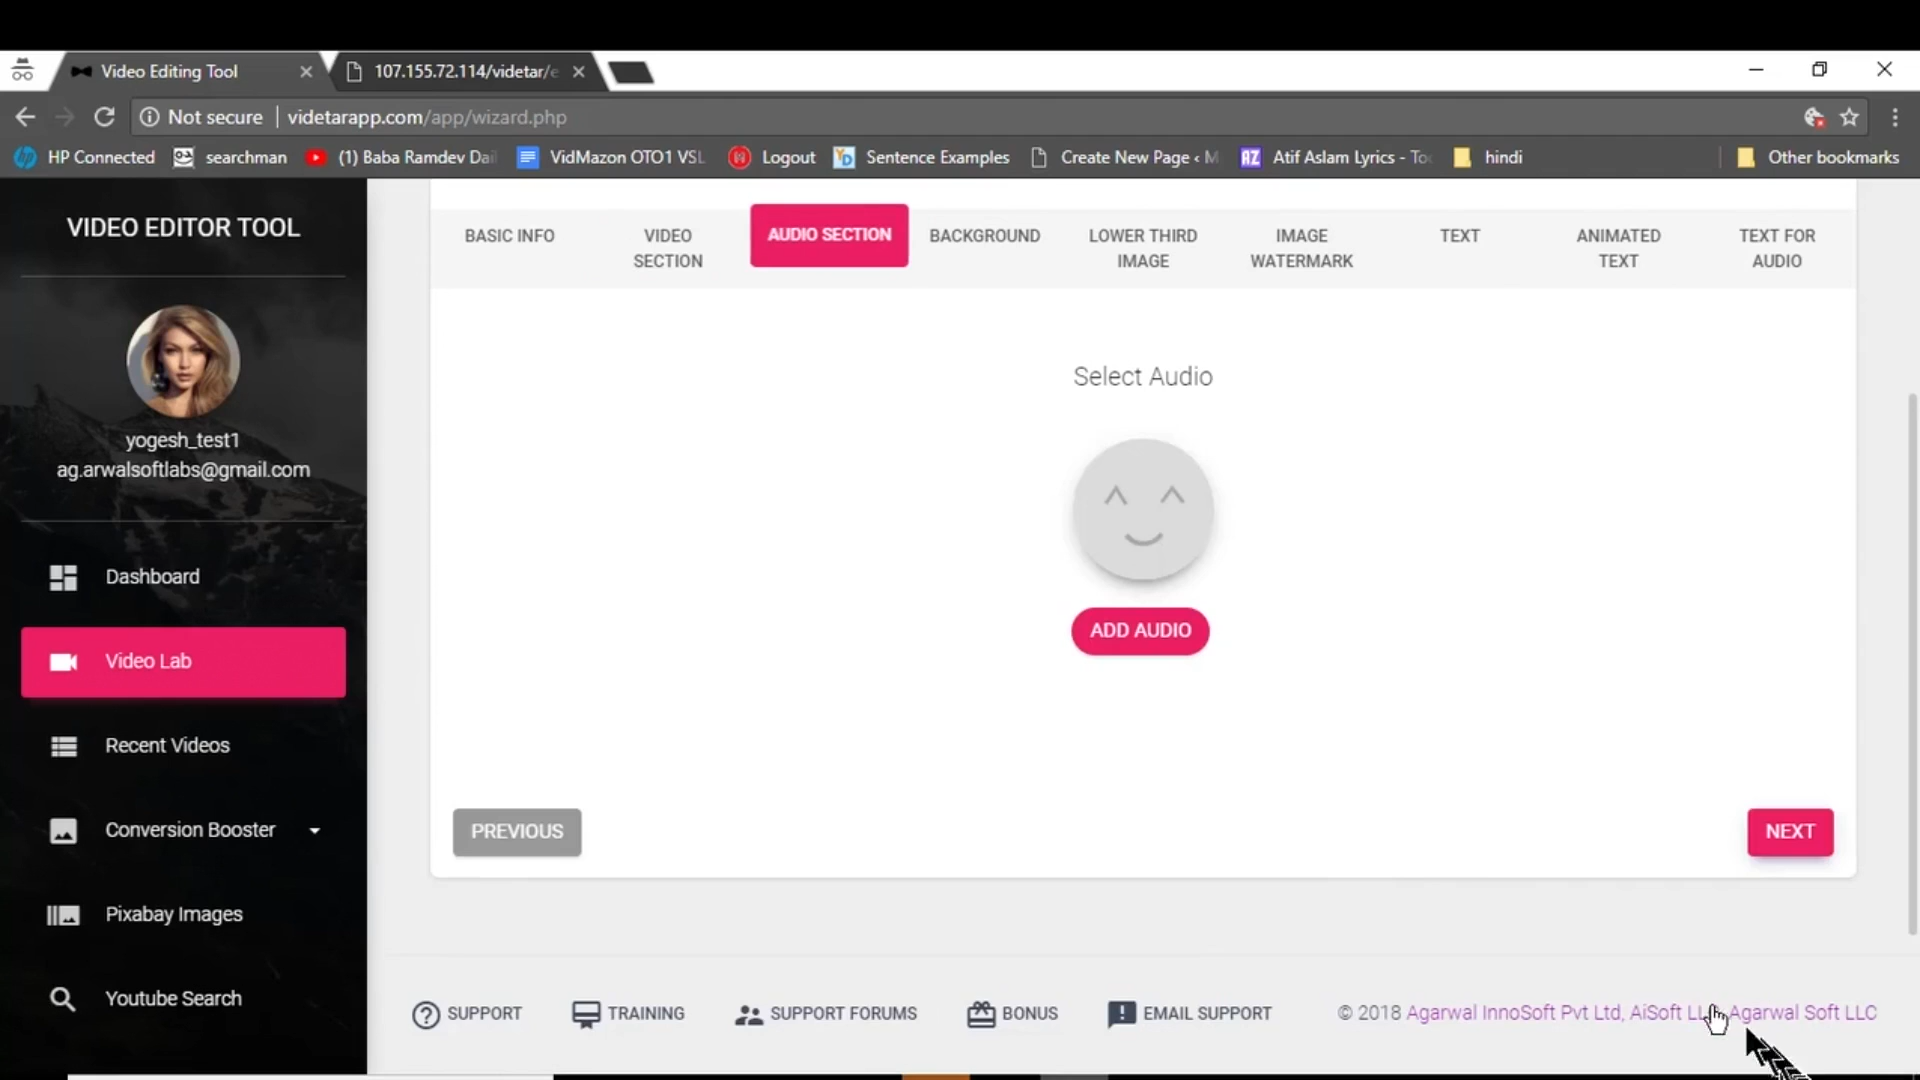 Video Editing Tool
107.155.72.114/videtar/e
Not secure
videtarapp.com/app/wizard.php
HP Connected
searchman
(1) Baba Ramdev Dai
VidMazon OTO1 VSL
Logout
YD
Sentence Examples
Create New Page ‹ M
AZ
Atif Aslam Lyrics - To
hindi
Other bookmarks
VIDEO EDITOR TOOL
yogesh_test1
ag.arwalsoftlabs@gmail.com
Dashboard
Video Lab
Recent Videos
Conversion Booster
Pixabay Images
Youtube Search
BASIC INFO
VIDEO
SECTION
AUDIO SECTION
BACKGROUND
LOWER THIRD
IMAGE
IMAGE
WATERMARK
TEXT
ANIMATED
TEXT
TEXT FOR
AUDIO
Select Audio
ADD AUDIO
PREVIOUS
NEXT
SUPPORT
TRAINING
SUPPORT FORUMS
BONUS
EMAIL SUPPORT
© 2018 Agarwal InnoSoft Pvt Ltd, AiSoft Agarwal Soft LLC